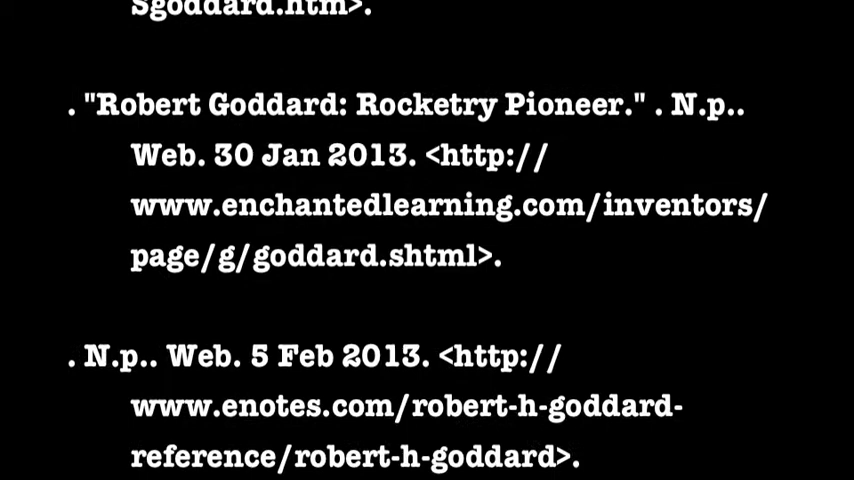 Sgoddard.htm>.
. "Robert Goddard: Rocketry Pioneer." . N.p..
Web. 30 Jan 2013. <http://
www.enchantedlearning.com/inventors/
page/g/goddard.shtml>.
. N.p.. Web. 5 Feb 2013. <http://
www.enotes.com/robert-h-goddard-
reference/robert-h-goddard>.